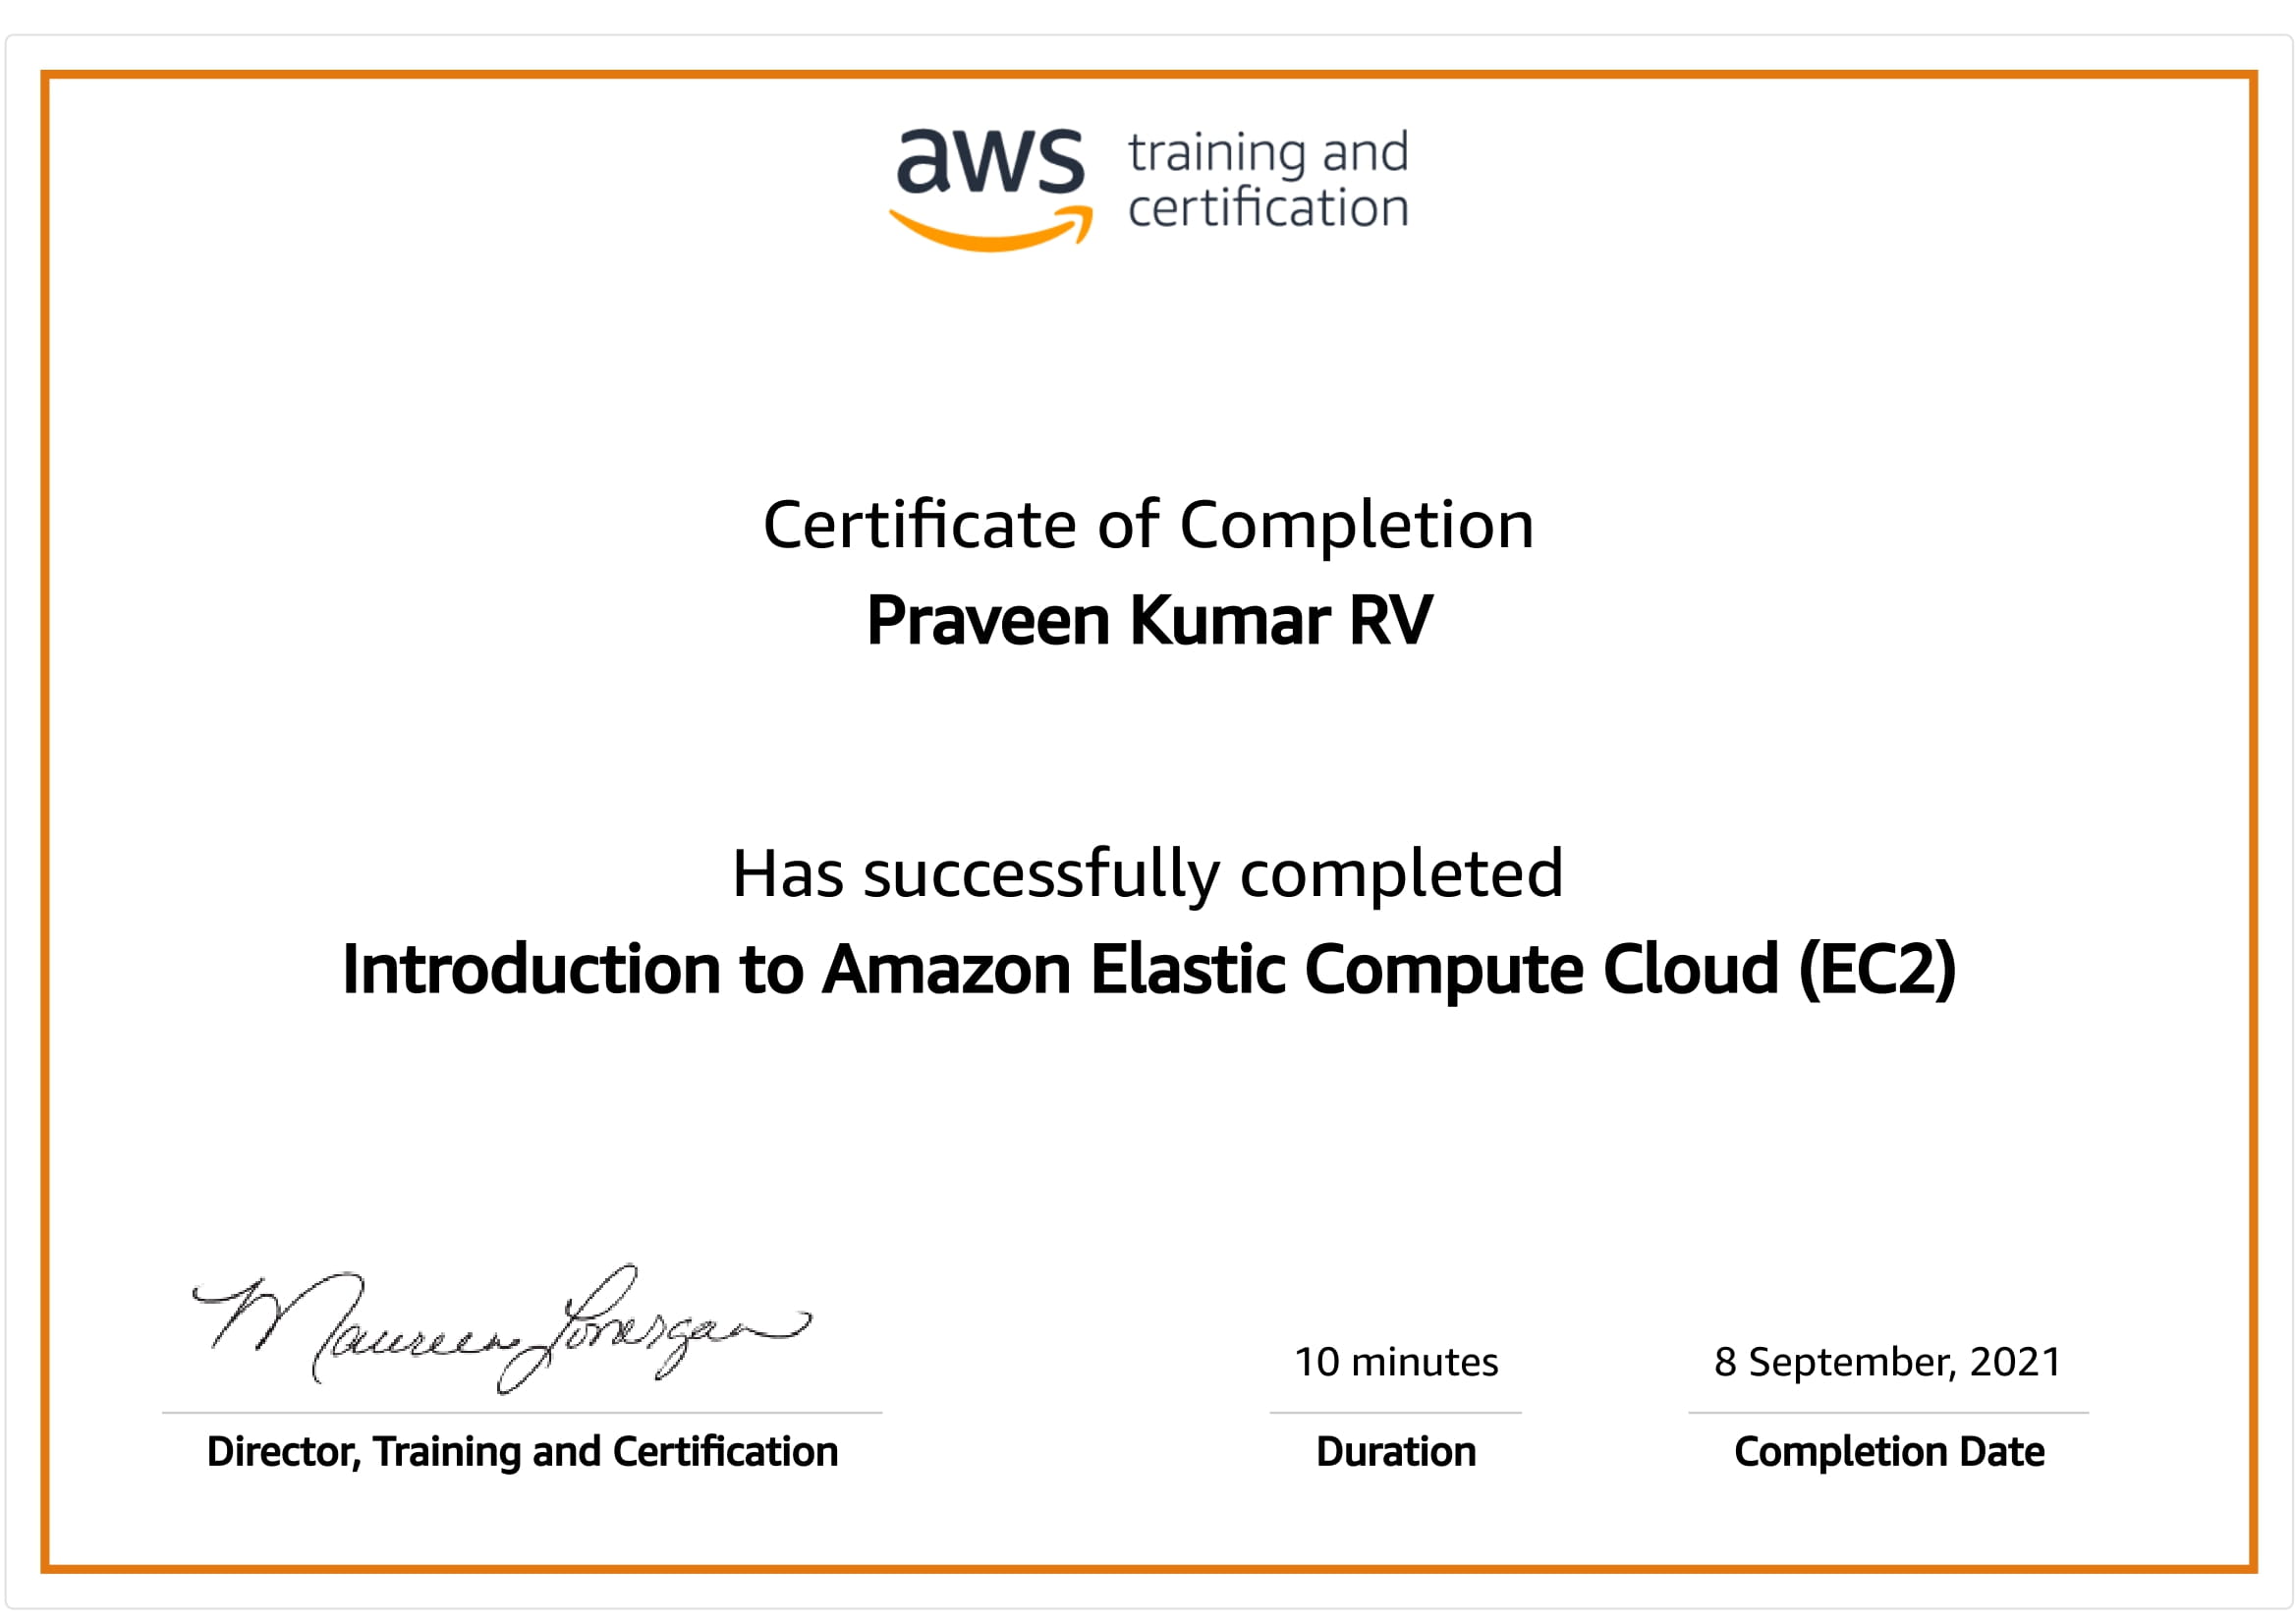 aws training and
certification
Certificate of Completion
Praveen Kumar RV
Has successfully completed
Introduction to Amazon Elastic Compute Cloud (EC2)
Maureen Lonergan
10 minutes
8 September, 2021
Director, Training and Certification
Duration
Completion Date